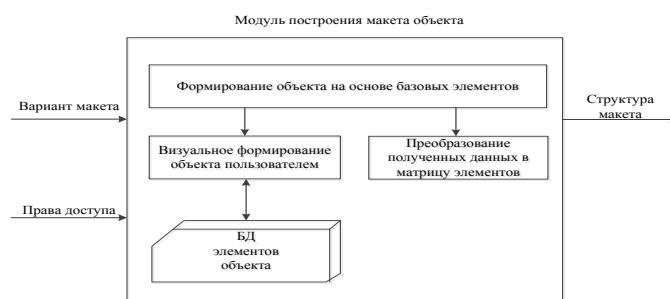 Модуль построения макета объекта
Формирование объекта на основе базовых элементов
Вариант макета
Структура
макета
Визуальное формирование
объекта пользователем
Преобразование
полученных данных в
матрицу элементов
Права доступа
БД
элементов
объекта